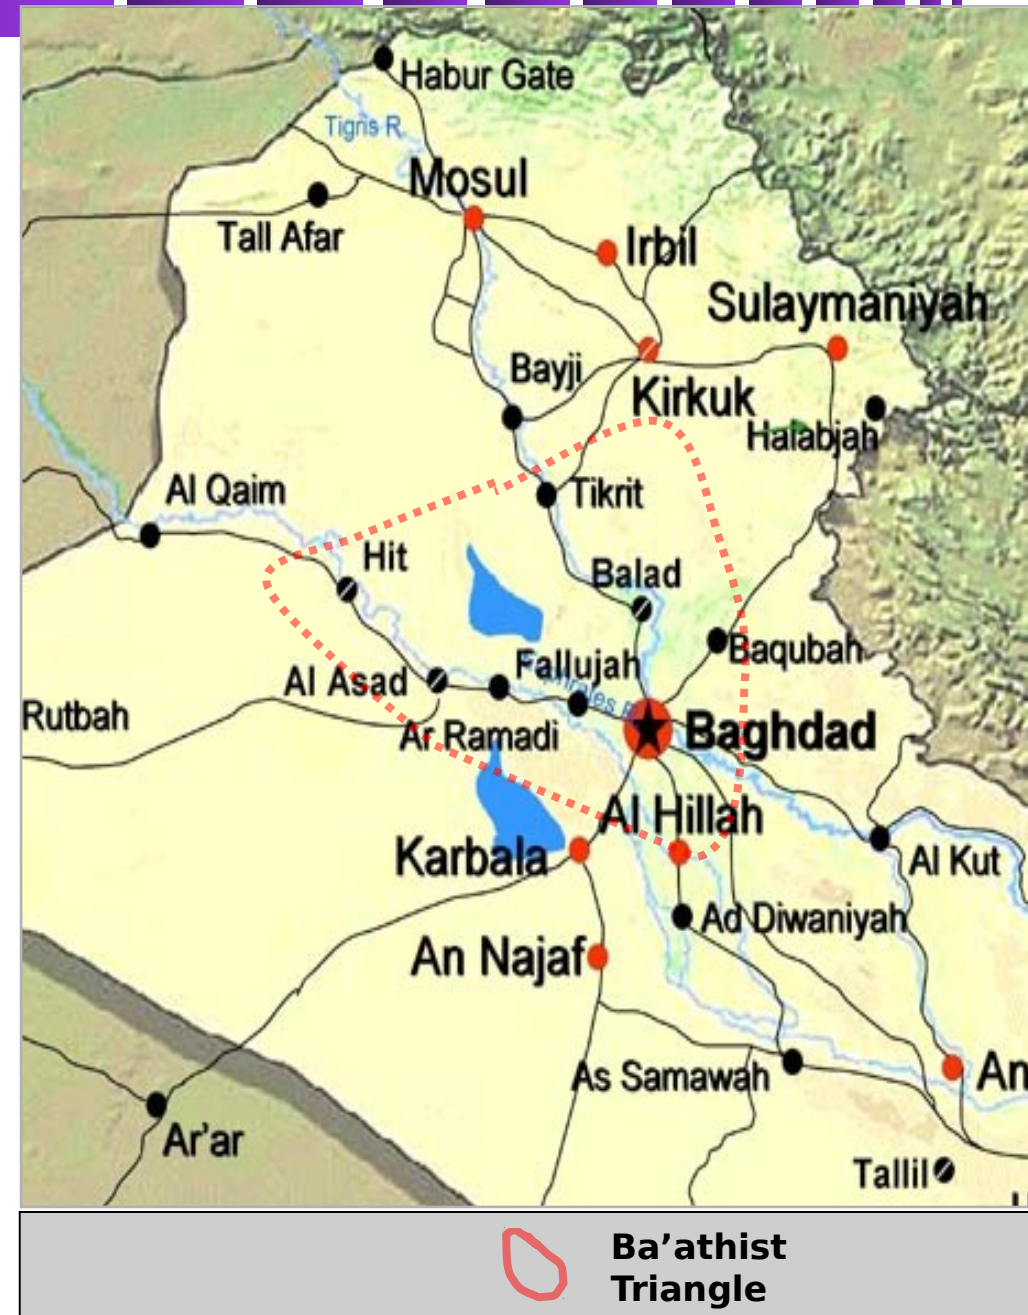 Habur Gate
Tigris R
Mosul
Tall Afar
Irbil
Sulaymaniyah
Bayji
Kirkuk
Halabjah
Al Qaim
Tikrit
Hit
Balad
Baqubah
Fallujah
Al Asad
Rutbah
Ar Ramadi
Baghdad
Al Hillah
Karbala
Al Kut
Ad Diwaniyah
An Najaf
As Samawah
An
Ar’ar
Tallil
Ba’athist
Triangle